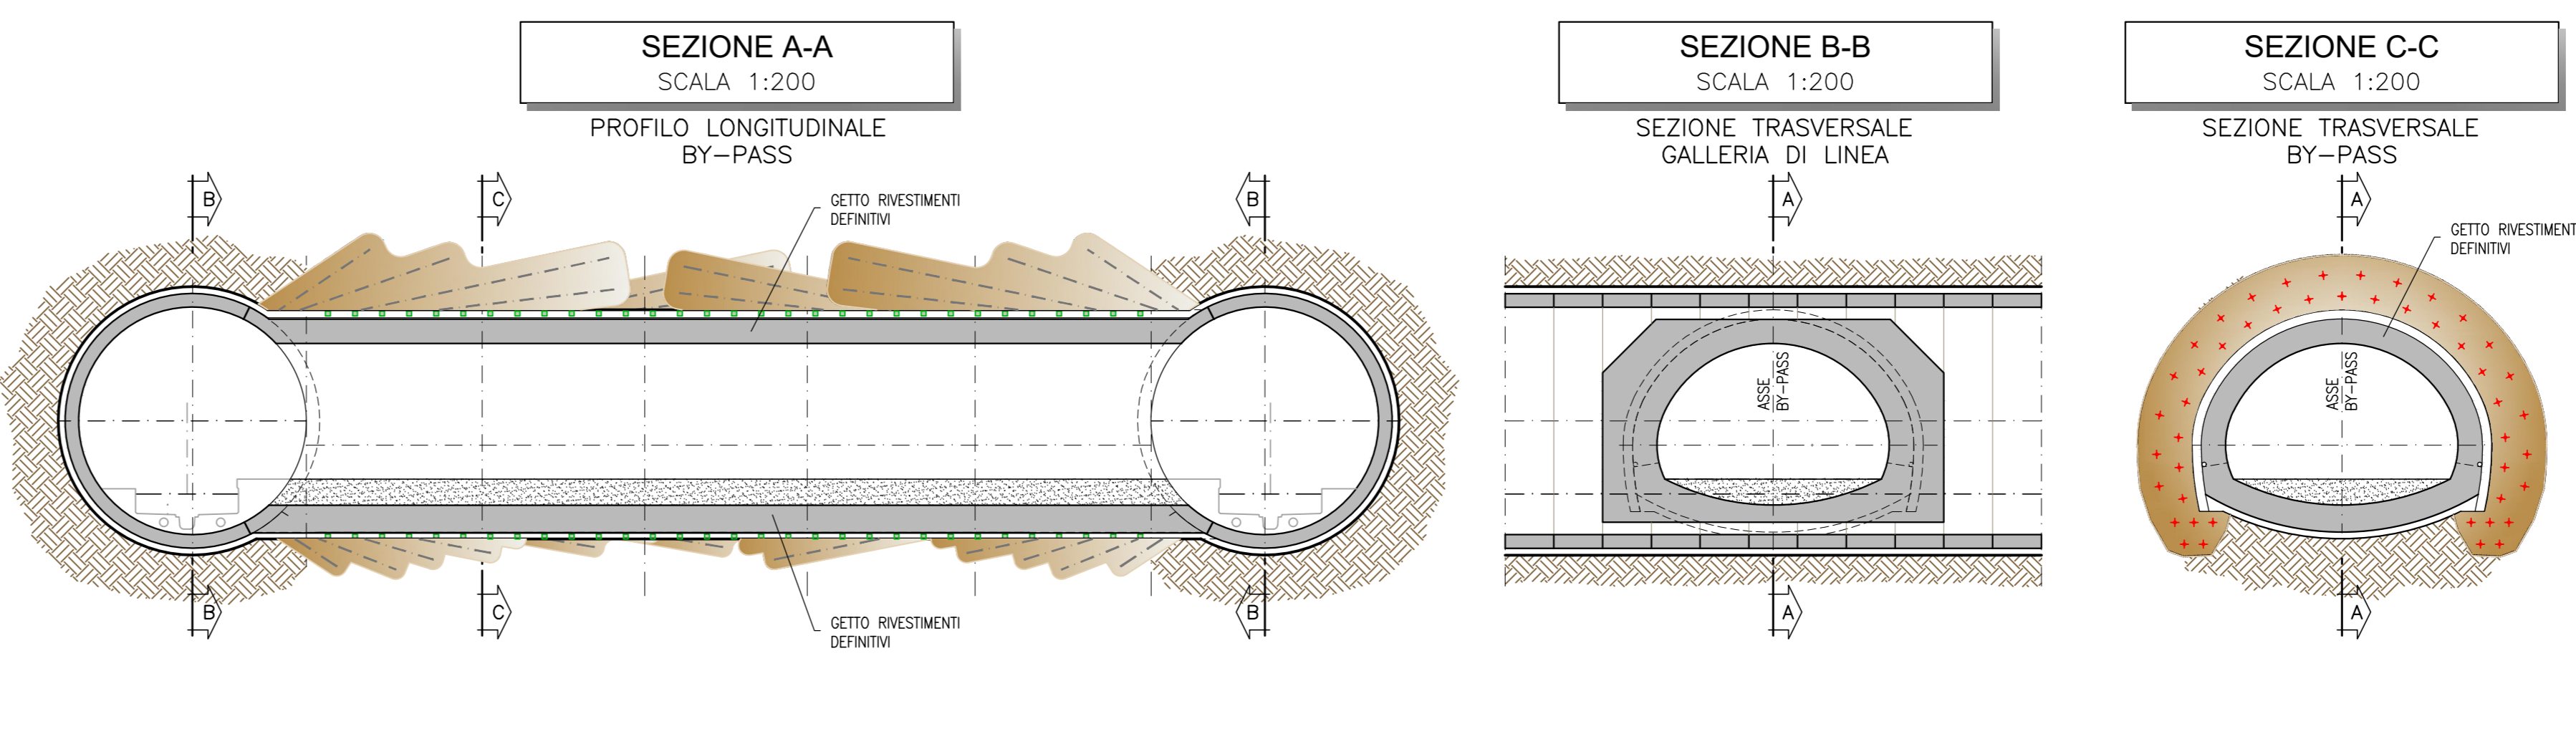 SEZIONE A-A
SCALA 1:200
PROFILO LONGITUDINALE
BY-PASS
B
C
B
GETTO RIVESTIMENTI
DEFINITIVI
B
C
B
GETTO RIVESTIMENTI
DEFINITIVI
SEZIONE B-B
SCALA 1:200
SEZIONE TRASVERSALE
GALLERIA DI LINEA
A
ASSE
BY-PASS
A
SEZIONE C-C
SCALA 1:200
SEZIONE TRASVERSALE
BY-PASS
A
GETTO RIVESTIMENT
DEFINITIVI
ASSE
BY-PASS
A